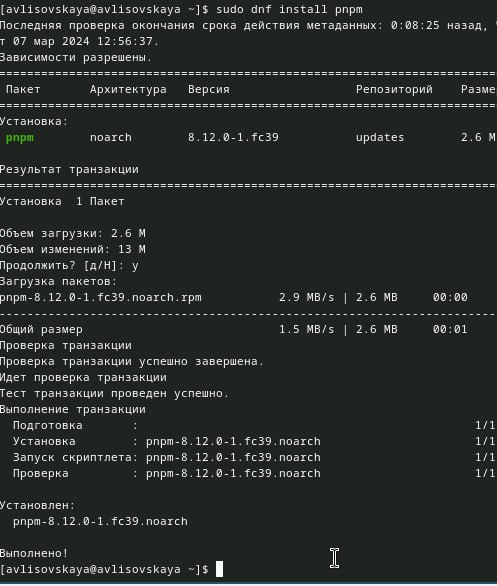 [avlisovskaya@avlisovskaya ~]$ sudo dnf install pnpm
Последняя проверка окончания срока действия метаданных: 0:08:25 назад,
т 07 мар 2024 12:56:37.
Зависимости разрешены.
================================================================
Пакет Архитектура Версия Репозиторий Разме
================================================================
Установка:
pnpm noarch 8.12.0-1.fc39 updates 2.6 M
Результат транзакции
================================================================
Установка 1 Пакет
Объем загрузки: 2.6 M
Объем изменений: 13 M
Продолжить? [д/Н]: y
Загрузка пакетов:
pnpm-8.12.0-1.fc39.noarch.rpm 2.9 MB/s | 2.6 MB 00:00
----------------------------------------------------------------
Общий размер 1.5 MB/s | 2.6 MB 00:01
Проверка транзакции
Проверка транзакции успешно завершена.
Идет проверка транзакции
Тест транзакции проведен успешно.
Выполнение транзакции
Подготовка : 1/1
Установка : pnpm-8.12.0-1.fc39.noarch 1/1
Запуск скриптлета: pnpm-8.12.0-1.fc39.noarch 1/1
Проверка : pnpm-8.12.0-1.fc39.noarch 1/1
Установлен:
pnpm-8.12.0-1.fc39.noarch
Выполнено!
[avlisovskaya@avlisovskaya ~]$